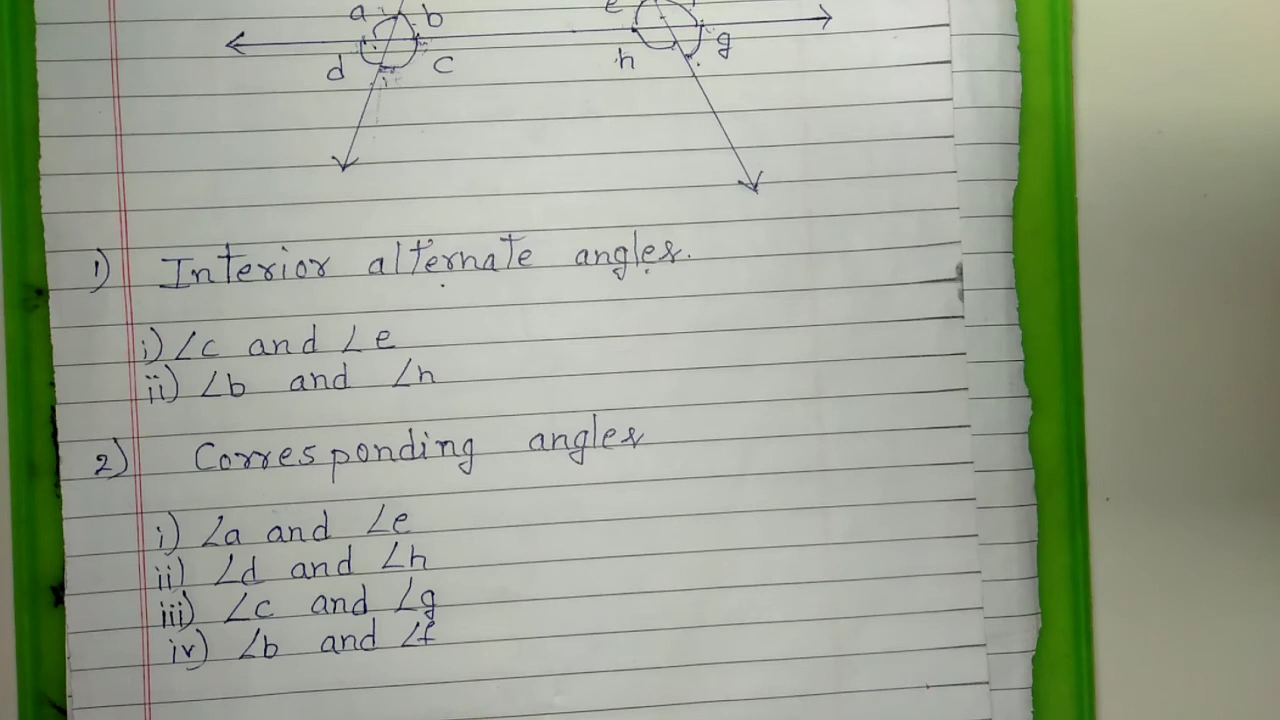 a b e
d c h g
1) Interior alternate angles.
i) ∠c and ∠e
ii) ∠b and ∠h
2) Corresponding angles
i) ∠a and ∠e
ii) ∠d and ∠h
iii) ∠c and ∠g
iv) ∠b and ∠f